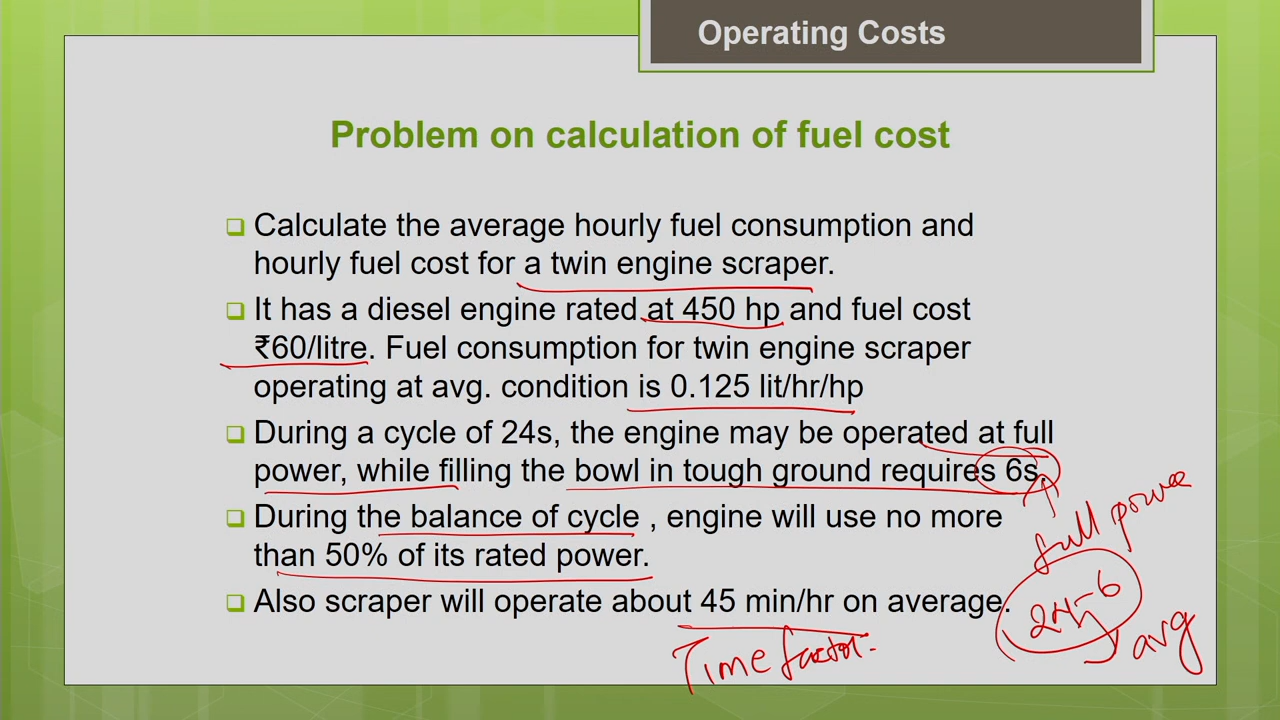 Operating Costs
Problem on calculation of fuel cost
Calculate the average hourly fuel consumption and
hourly fuel cost for a twin engine scraper.
It has a diesel engine rated at 450 hp and fuel cost
₹60/litre. Fuel consumption for twin engine scraper
operating at avg. condition is 0.125 lit/hr/hp
During a cycle of 24s, the engine may be operated at full
power, while filling the bowl in tough ground requires 6s.
During the balance of cycle , engine will use no more
than 50% of its rated power.
Also scraper will operate about 45 min/hr on average.
full power
24-6
avg
Time factor.